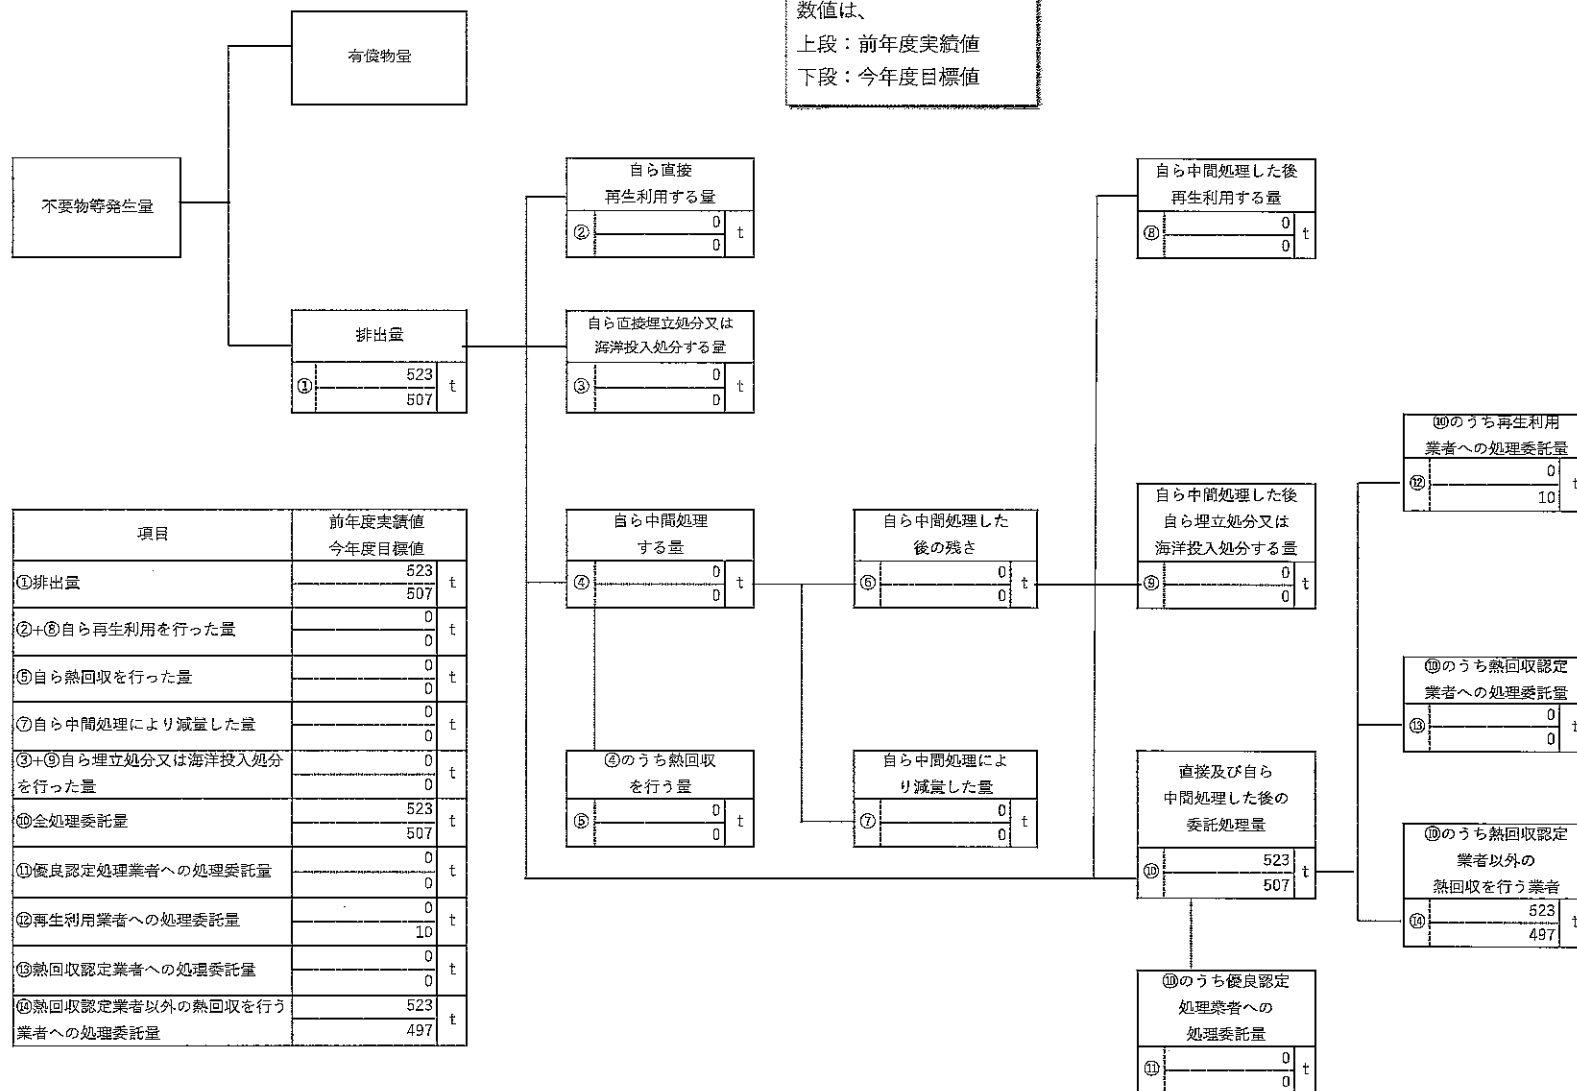 数値は、
上段：前年度実績値
下段：今年度目標値
有償物量
不要物等発生量
排出量
① 523 t
507
自ら直接
再生利用する量
② 0 t
0
自ら直接埋立処分又は
海洋投入処分する量
③ 0 t
0
自ら中間処理
する量
④ 0 t
0
④のうち熱回収
を行う量
⑤ 0 t
0
自ら中間処理した
後の残さ
⑥ 0 t
0
自ら中間処理によ
り減量した量
⑦ 0 t
0
自ら中間処理した後
再生利用する量
⑧ 0 t
0
自ら中間処理した後
自ら埋立処分又は
海洋投入処分する量
⑨ 0 t
0
直接及び自ら
中間処理した後の
委託処理量
⑩ 523 t
507
⑩のうち優良認定
処理業者への
処理委託量
⑪ 0 t
0
⑩のうち再生利用
業者への処理委託量
⑫ 0 t
10
⑩のうち熱回収認定
業者への処理委託量
⑬ 0 t
0
⑩のうち熱回収認定
業者以外の
熱回収を行う業者
⑭ 523 t
497
項目 前年度実績値
今年度目標値
①排出量 523 t
507
②+⑧自ら再生利用を行った量 0 t
0
⑤自ら熱回収を行った量 0 t
0
⑦自ら中間処理により減量した量 0 t
0
③+⑨自ら埋立処分又は海洋投入処分 0 t
を行った量 0
⑩全処理委託量 523 t
507
⑪優良認定処理業者への処理委託量 0 t
0
⑫再生利用業者への処理委託量 0 t
10
⑬熱回収認定業者への処理委託量 0 t
0
⑭熱回収認定業者以外の熱回収を行う 523 t
業者への処理委託量 497